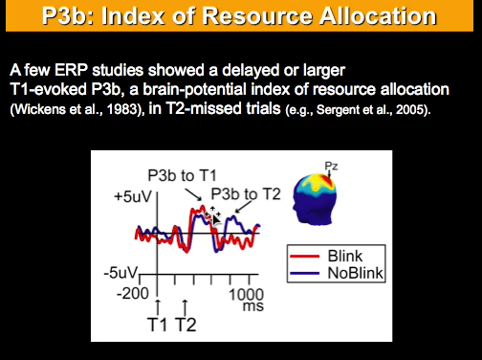 P3b: Index of Resource Allocation
A few ERP studies showed a delayed or larger
T1-evoked P3b, a brain-potential index of resource allocation
(Wickens et al., 1983), in T2-missed trials (e.g., Sergent et al., 2005).
P3b to T1
Pz
+5uV
P3b to T2
Blink
NoBlink
-5uV
-200
1000
ms
T1 T2